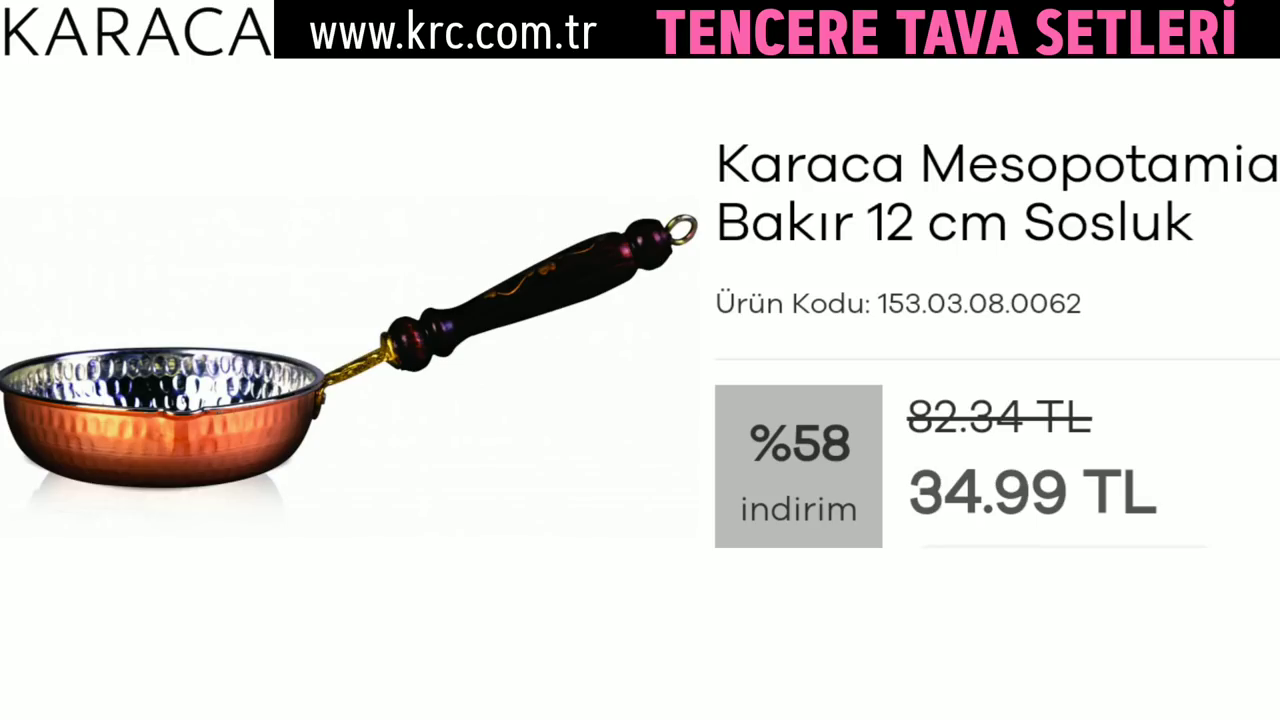 KARACA
www.krc.com.tr
TENCERE TAVA SETLERİ
Karaca Mesopotamia
Bakır 12 cm Sosluk
Ürün Kodu: 153.03.08.0062
%58
indirim
82.34 TL
34.99 TL